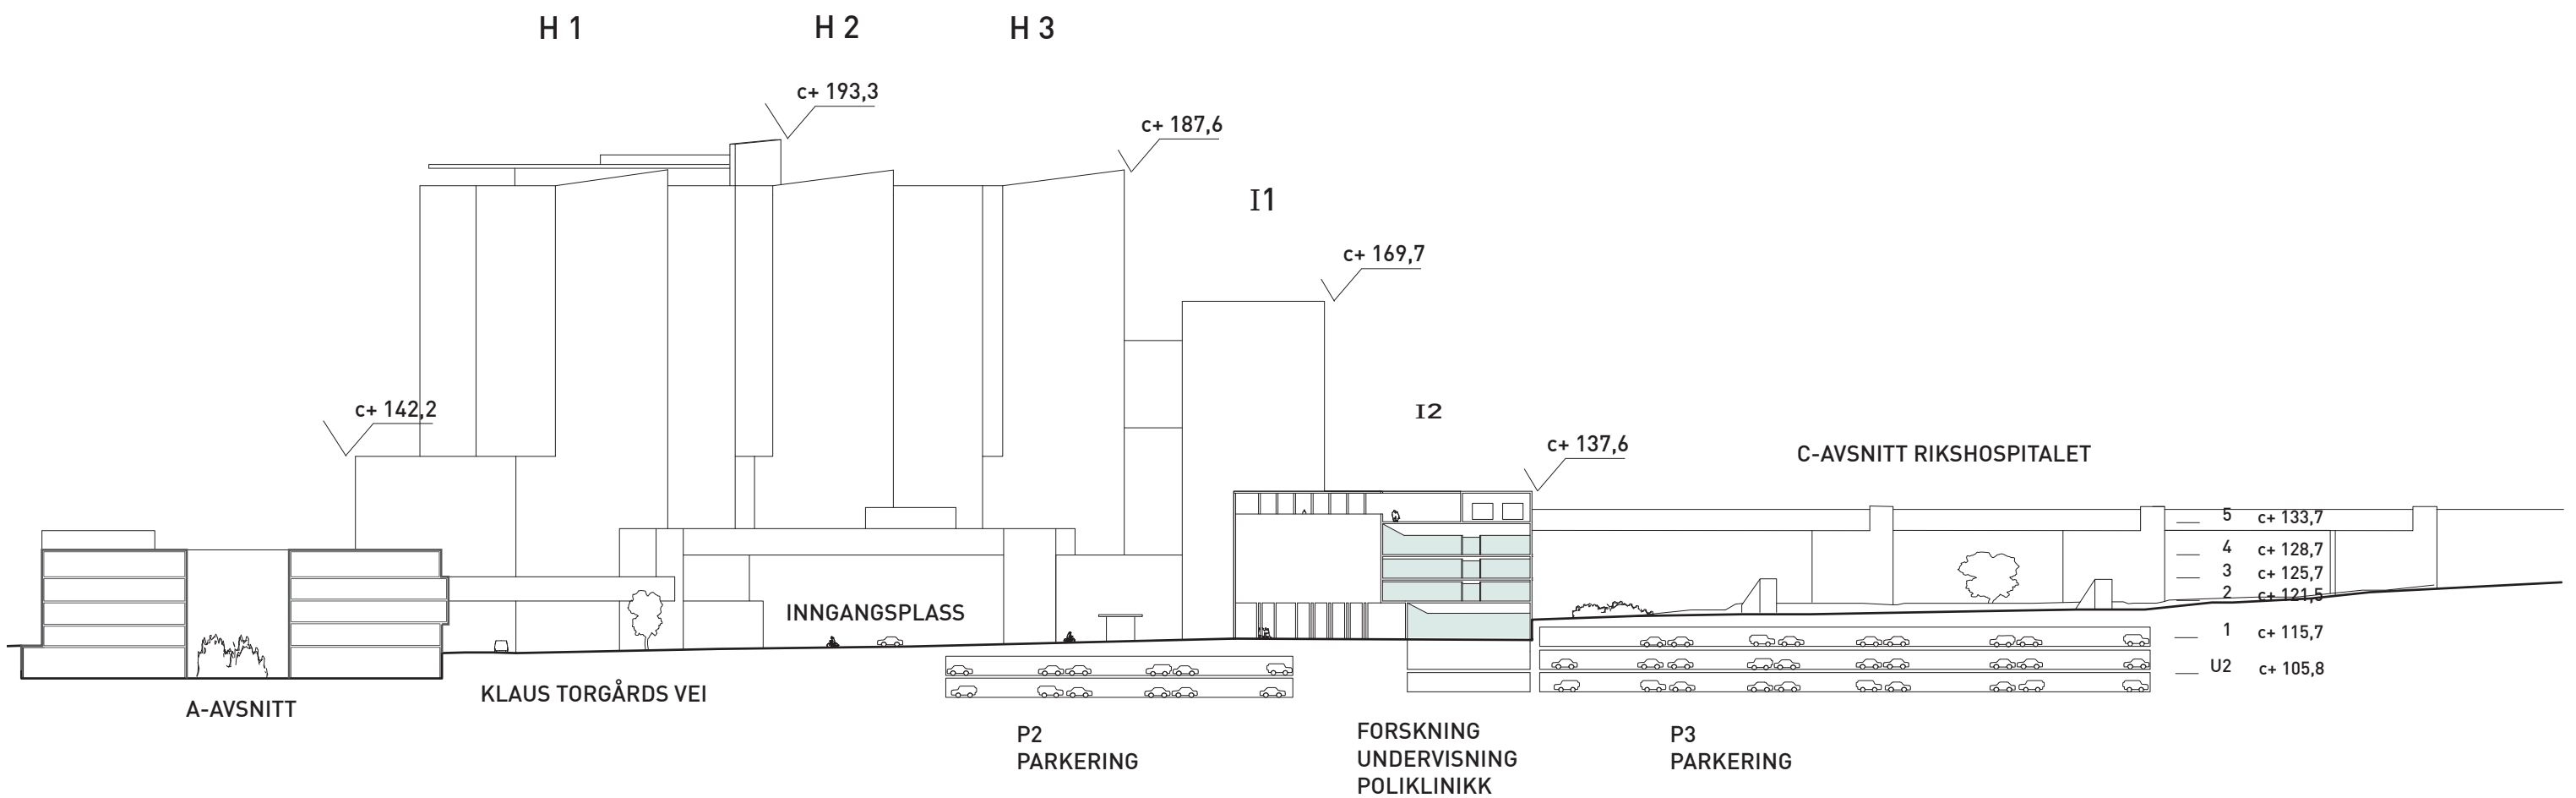 H 1
H 2
H 3
c+ 193,3
c+ 187,6
I1
c+ 169,7
c+ 142,2
I2
c+ 137,6
C-AVSNITT RIKSHOSPITALET
5 c+ 133,7
4 c+ 128,7
3 c+ 125,7
2 c+ 121,5
1 c+ 115,7
U2 c+ 105,8
INNGANGSPLASS
A-AVSNITT
KLAUS TORGÅRDS VEI
P2
PARKERING
FORSKNING
UNDERVISNING
POLIKLINIKK
P3
PARKERING